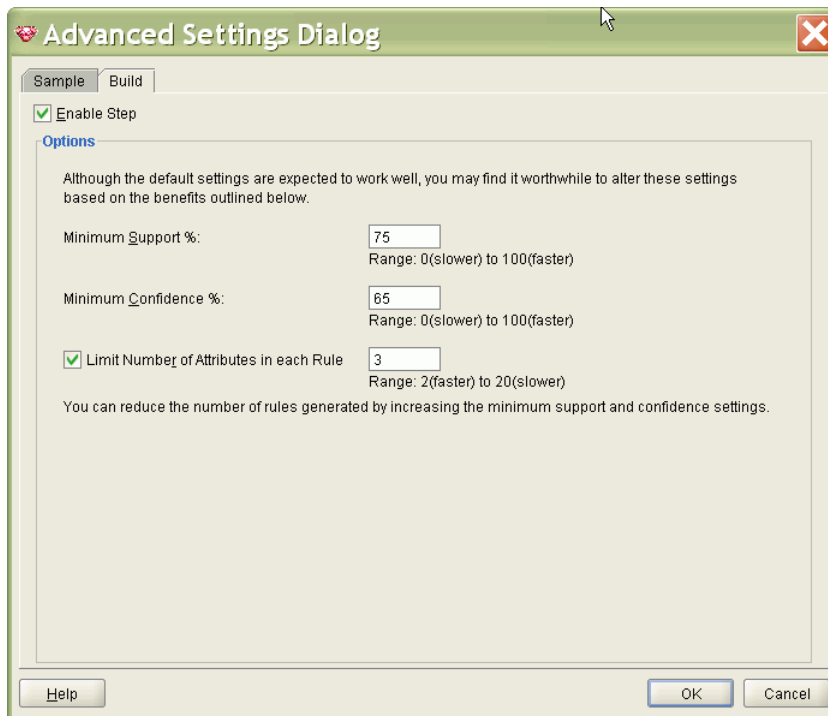 Advanced Settings Dialog
Sample Build
Enable Step
Options
Although the default settings are expected to work well, you may find it worthwhile to alter these settings
based on the benefits outlined below.
Minimum Support %: 75
Range: 0(slower) to 100(faster)
Minimum Confidence %: 65
Range: 0(slower) to 100(faster)
Limit Number of Attributes in each Rule 3
Range: 2(faster) to 20(slower)
You can reduce the number of rules generated by increasing the minimum support and confidence settings.
Help OK Cancel